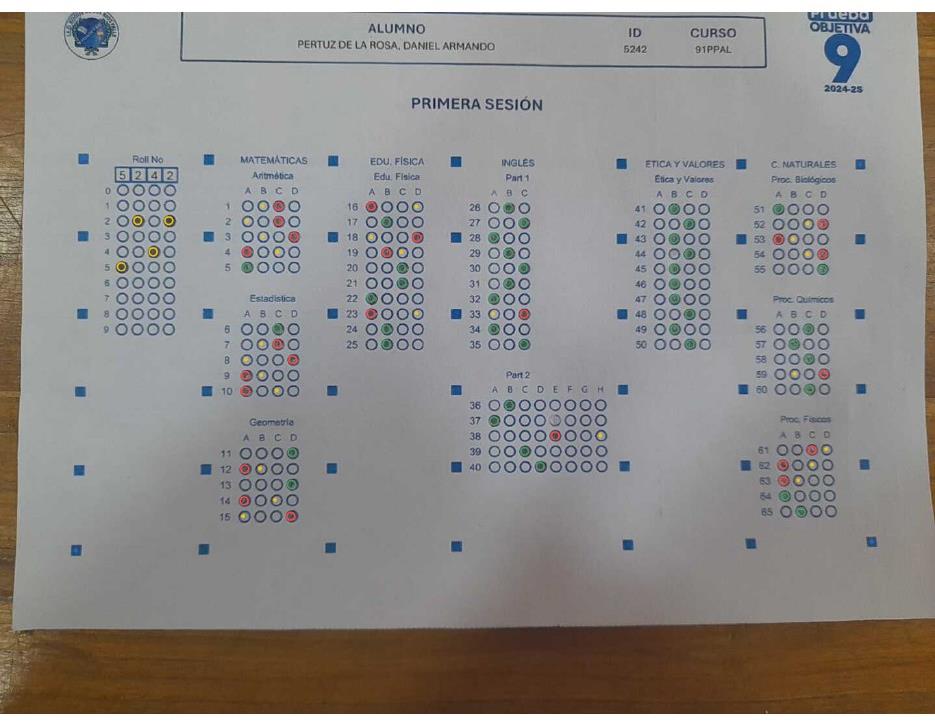 Prueba
OBJETIVA
9
2024-25
ALUMNO
PERTUZ DE LA ROSA, DANIEL ARMANDO
ID
5242
CURSO
91PPAL
PRIMERA SESIÓN
Roll No
5 2 4 2
0
1
2
3
4
5
6
7
8
9
MATEMÁTICAS
Aritmética
A B C D
1
2
3
4
5
Estadística
A B C D
6
7
8
9
10
Geometría
A B C D
11
12
13
14
15
EDU. FÍSICA
Edu. Física
A B C D
16
17
18
19
20
21
22
23
24
25
INGLÉS
Part 1
A B C
26
27
28
29
30
31
32
33
34
35
Part 2
A B C D E F G H
36
37
38
39
40
ETICA Y VALORES
Ética y Valores
A B C D
41
42
43
44
45
46
47
48
49
50
C. NATURALES
Proc. Biológicos
A B C D
51
52
53
54
55
Proc. Químicos
A B C D
56
57
58
59
60
Proc. Físicos
A B C D
61
62
63
64
65